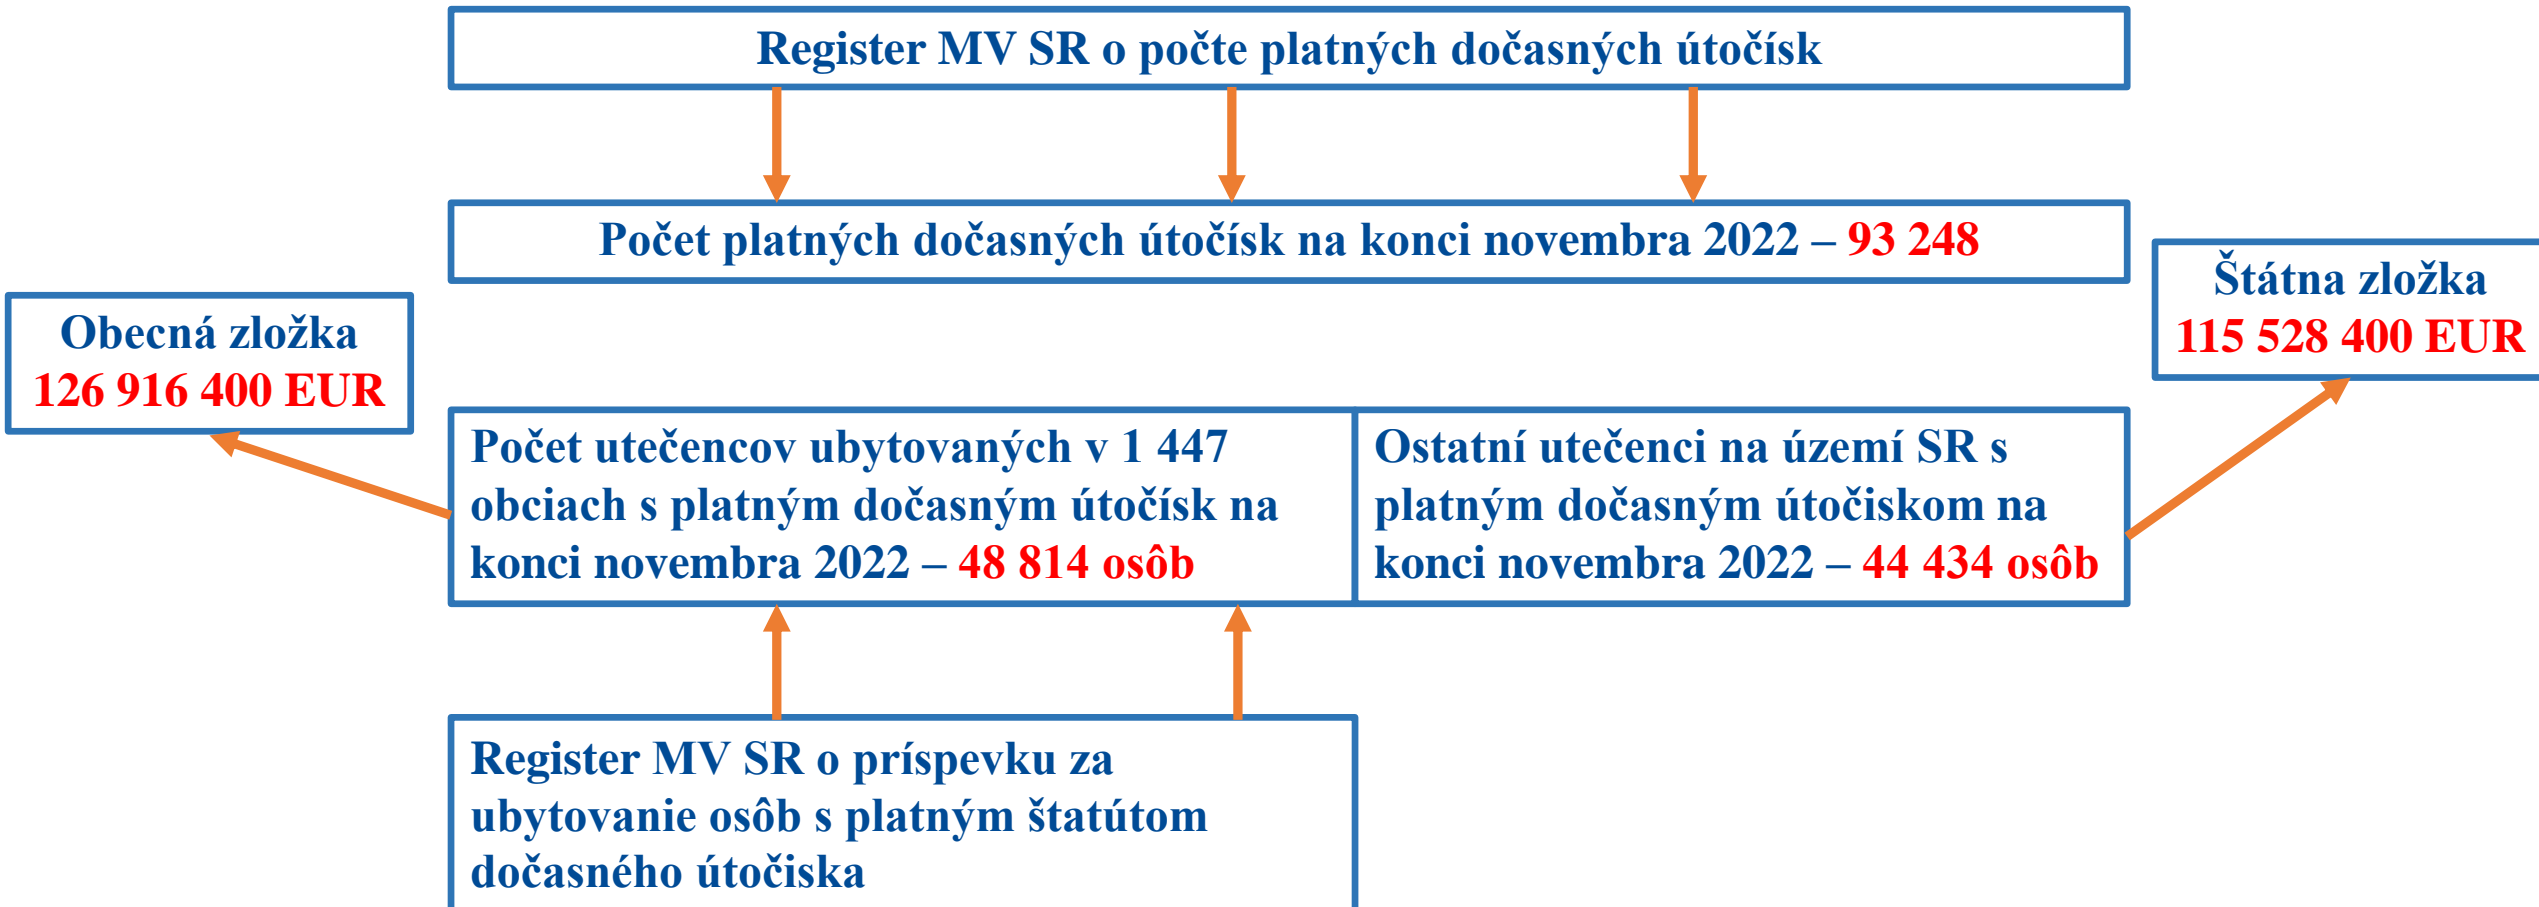 Register MV SR o počte platných dočasných útočísk
Počet platných dočasných útočísk na konci novembra 2022 – 93 248
Štátna zložka
115 528 400 EUR
Obecná zložka
126 916 400 EUR
Počet utečencov ubytovaných v 1 447
obciach s platným dočasným útočísk na
konci novembra 2022 – 48 814 osôb
Ostatní utečenci na území SR s
platným dočasným útočiskom na
konci novembra 2022 – 44 434 osôb
Register MV SR o príspevku za
ubytovanie osôb s platným štatútom
dočasného útočiska